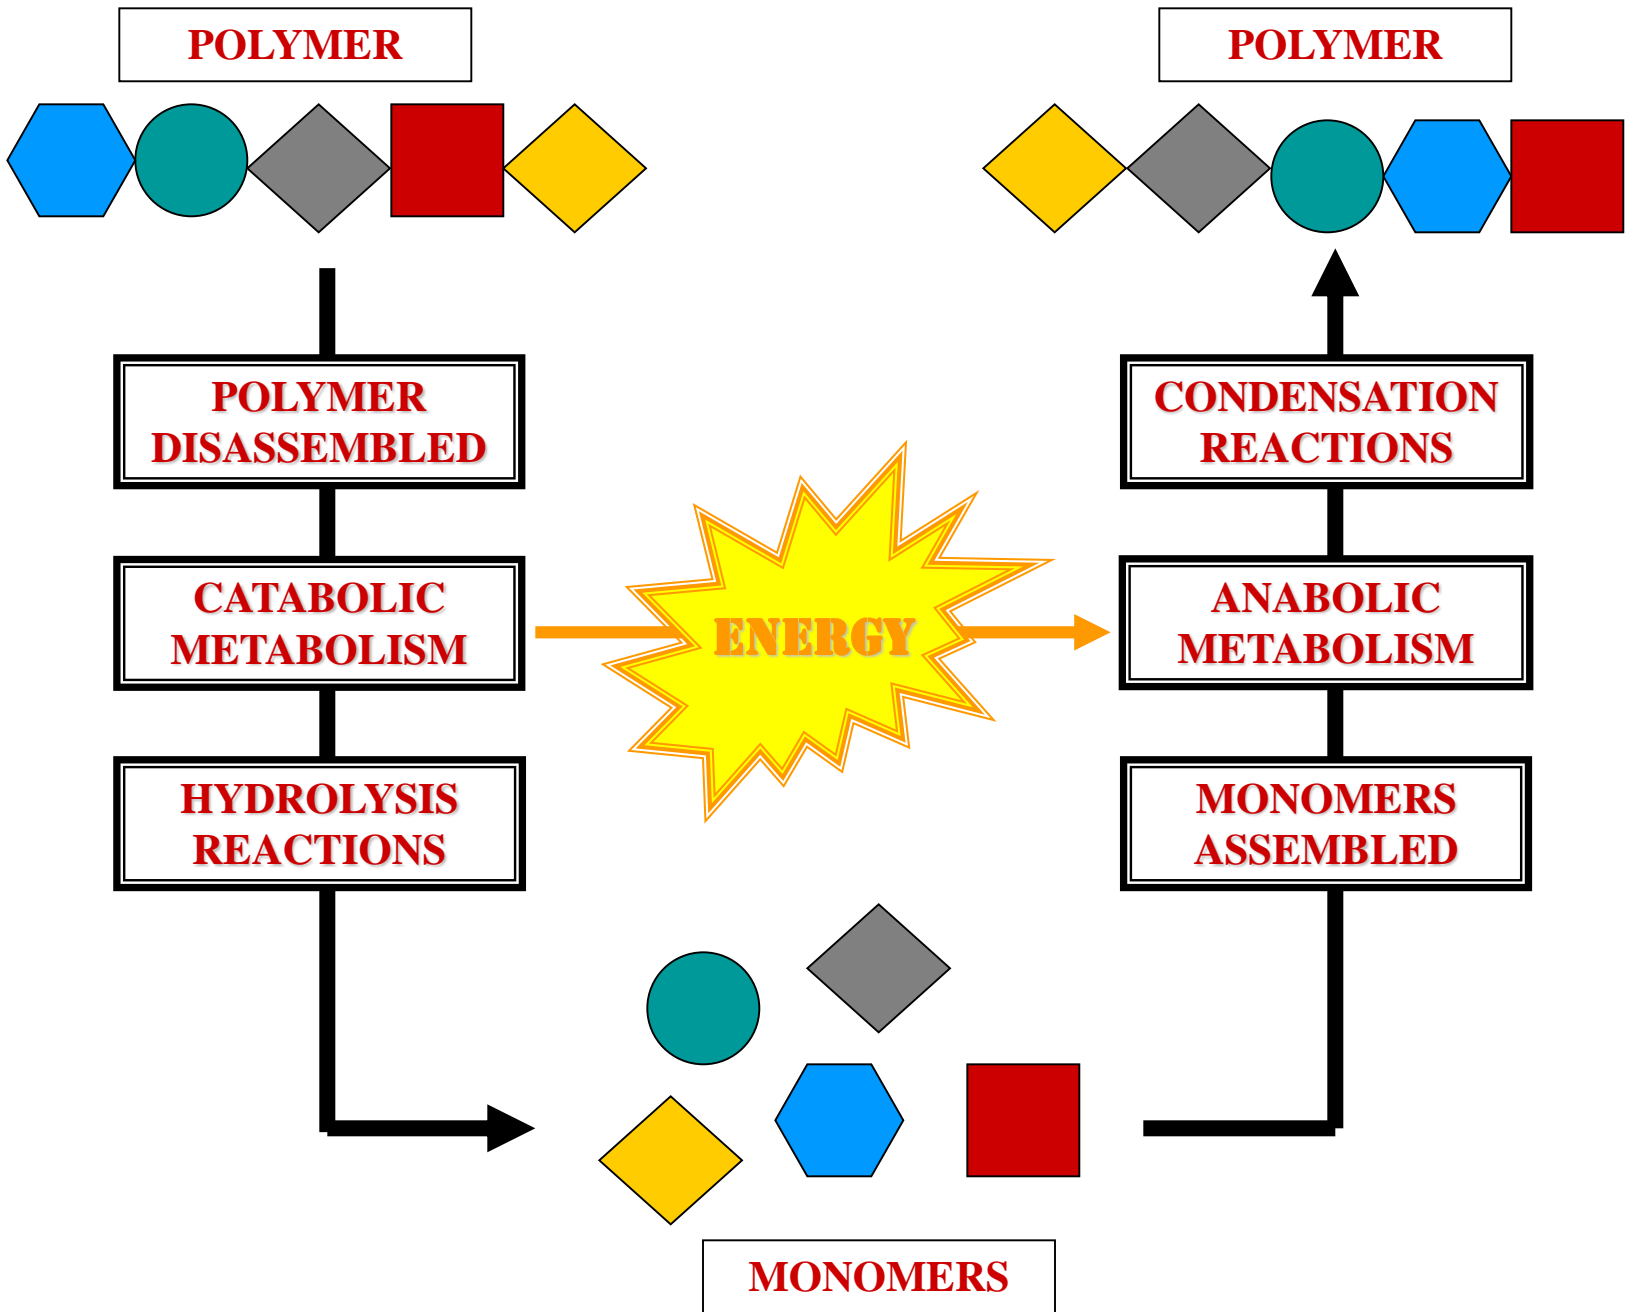 POLYMER
POLYMER
POLYMER
DISASSEMBLED
CONDENSATION
REACTIONS
CATABOLIC
METABOLISM
ENERGY
ANABOLIC
METABOLISM
HYDROLYSIS
REACTIONS
MONOMERS
ASSEMBLED
MONOMERS